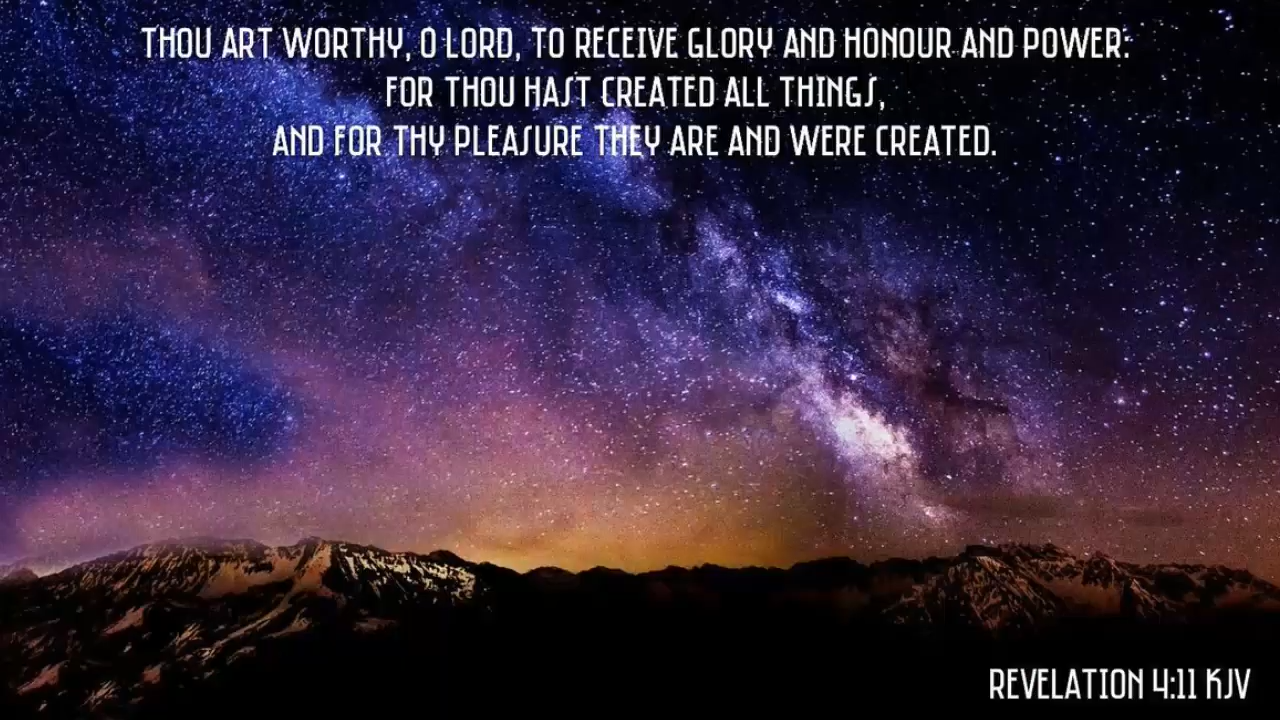 THOU ART WORTHY, O LORD, TO RECEIVE GLORY AND HONOUR AND POWER:
FOR THOU HAST CREATED ALL THINGS,
AND FOR THY PLEASURE THEY ARE AND WERE CREATED.
REVELATION 4:11 KJV